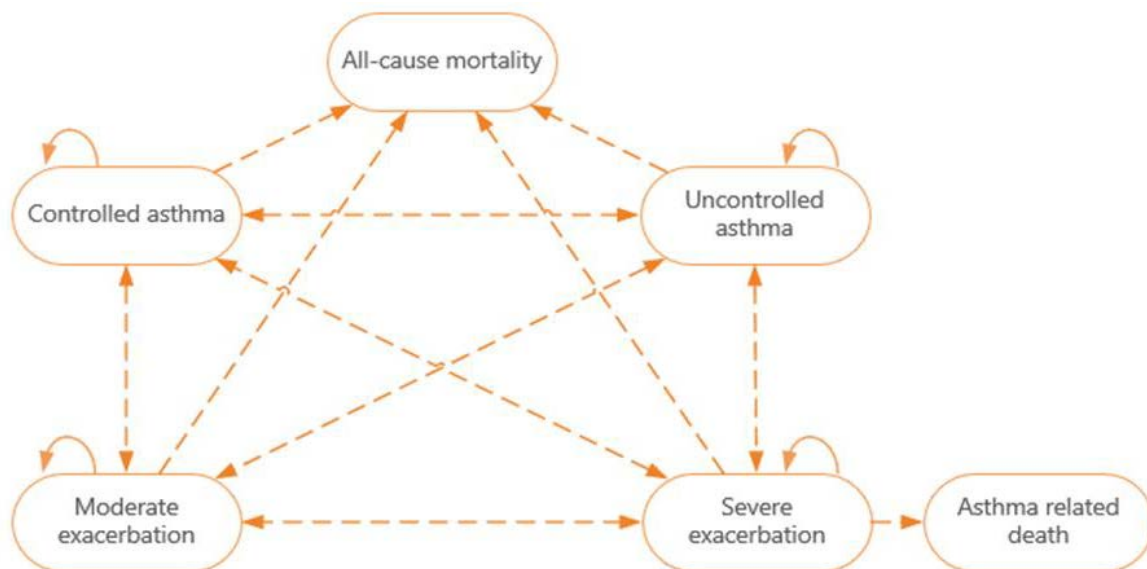 All-cause mortality
Controlled asthma
Uncontrolled
asthma
Moderate
exacerbation
Severe
exacerbation
Asthma related
death